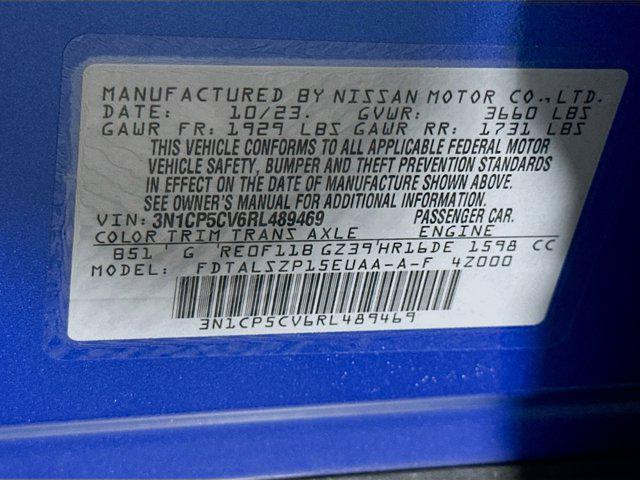 MANUFACTURED BY NISSAN MOTOR CO., LTD.
DATE: 10/23. GVWR: 3660 LBS
GAWR FR: 1929 LBS GAWR RR: 1731 LBS
THIS VEHICLE CONFORMS TO ALL APPLICABLE FEDERAL MOTOR
VEHICLE SAFETY, BUMPER AND THEFT PREVENTION STANDARDS
IN EFFECT ON THE DATE OF MANUFACTURE SHOWN ABOVE.
SEE OWNER'S MANUAL FOR ADDITIONAL INFORMATION.
VIN: 3N1CP5CV6RL489469 PASSENGER CAR.
COLOR TRIM TRANS AXLE ENGINE
B51 G RE0F11B GZ39 HR16DE 1598 CC
MODEL: FDTALSZP15EUAA-A-F 4Z000
3N1CP5CV6RL489469